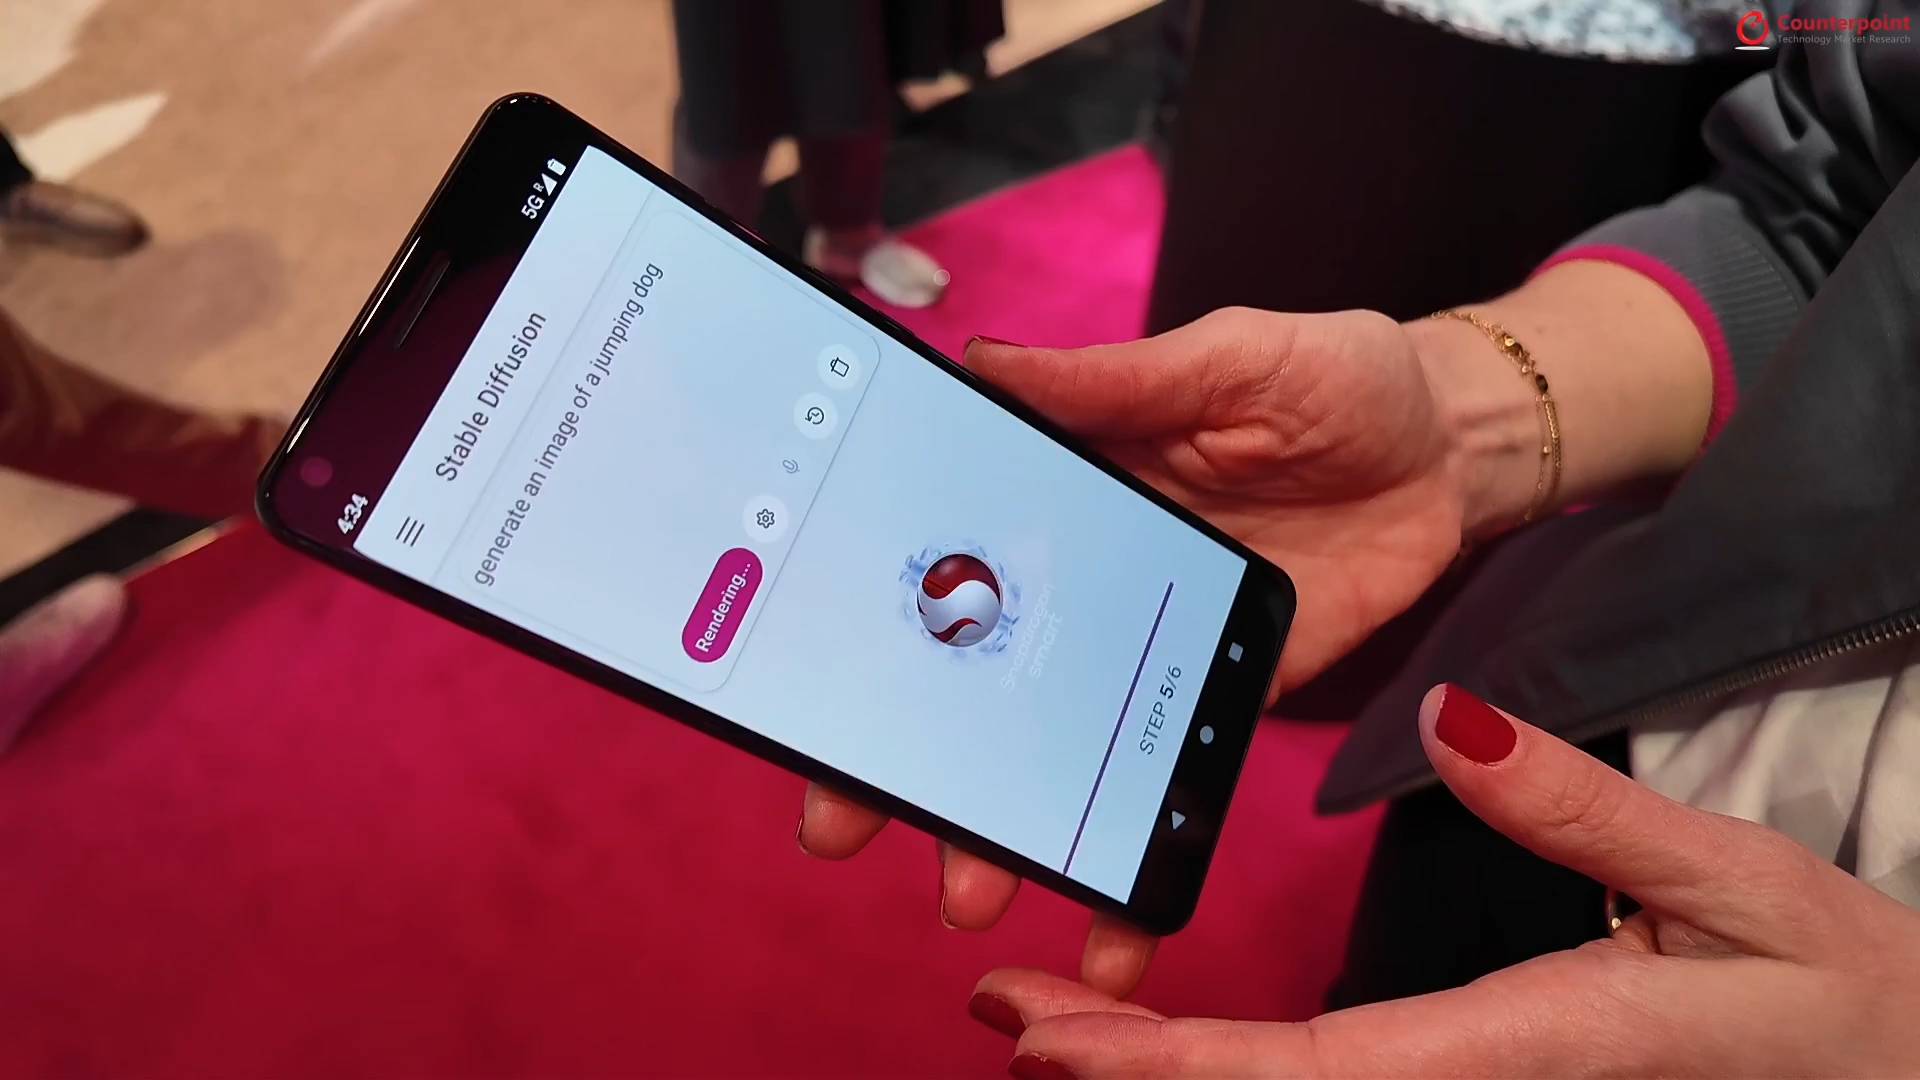 Counterpoint
Technology Market Research
4:34
5G R
Stable Diffusion
generate an image of a jumping dog
Rendering...
Snapdragon
smart
STEP 5/6